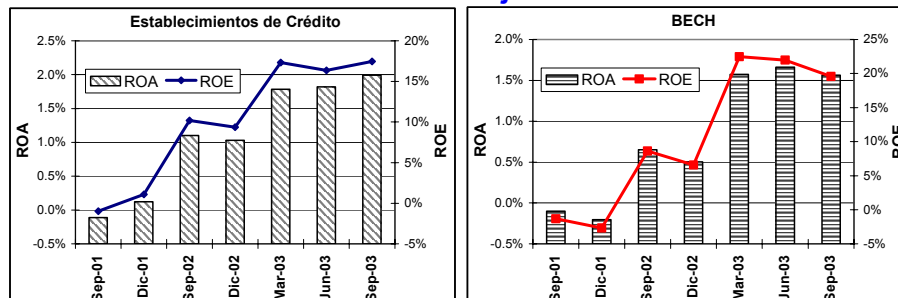 Establecimientos de Crédito
2.5%
2.0%
1.5%
1.0%
0.5%
0.0%
-0.5%
ROA
20%
15%
10%
5%
0%
-5%
ROE
ROA
ROE
Sep-01
Dic-01
Sep-02
Dic-02
Mar-03
Jun-03
Sep-03
BECH
2.0%
1.5%
1.0%
0.5%
0.0%
-0.5%
ROA
25%
20%
15%
10%
5%
0%
-5%
ROE
ROA
ROE
Sep-01
Dic-01
Sep-02
Dic-02
Mar-03
Jun-03
Sep-03